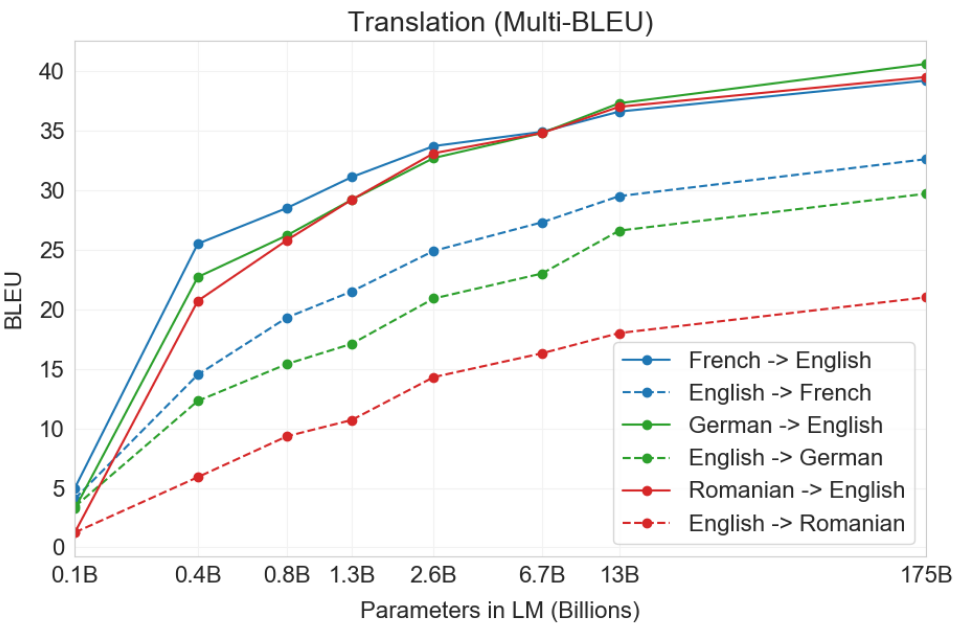 Translation (Multi-BLEU)
40
35
30
25
20
15
10
5
0
BLEU
French -> English
English -> French
German -> English
English -> German
Romanian -> English
English -> Romanian
0.1B 0.4B 0.8B 1.3B 2.6B 6.7B 13B 175B
Parameters in LM (Billions)